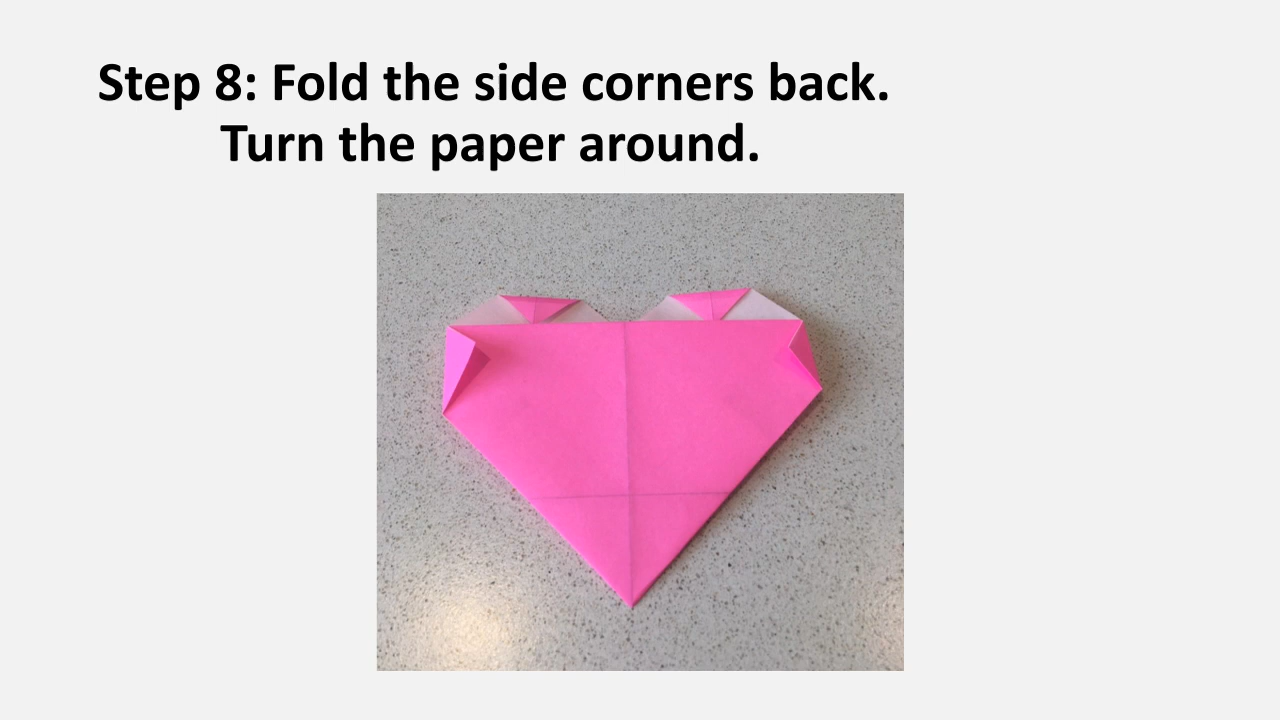 Step 8: Fold the side corners back.
Turn the paper around.